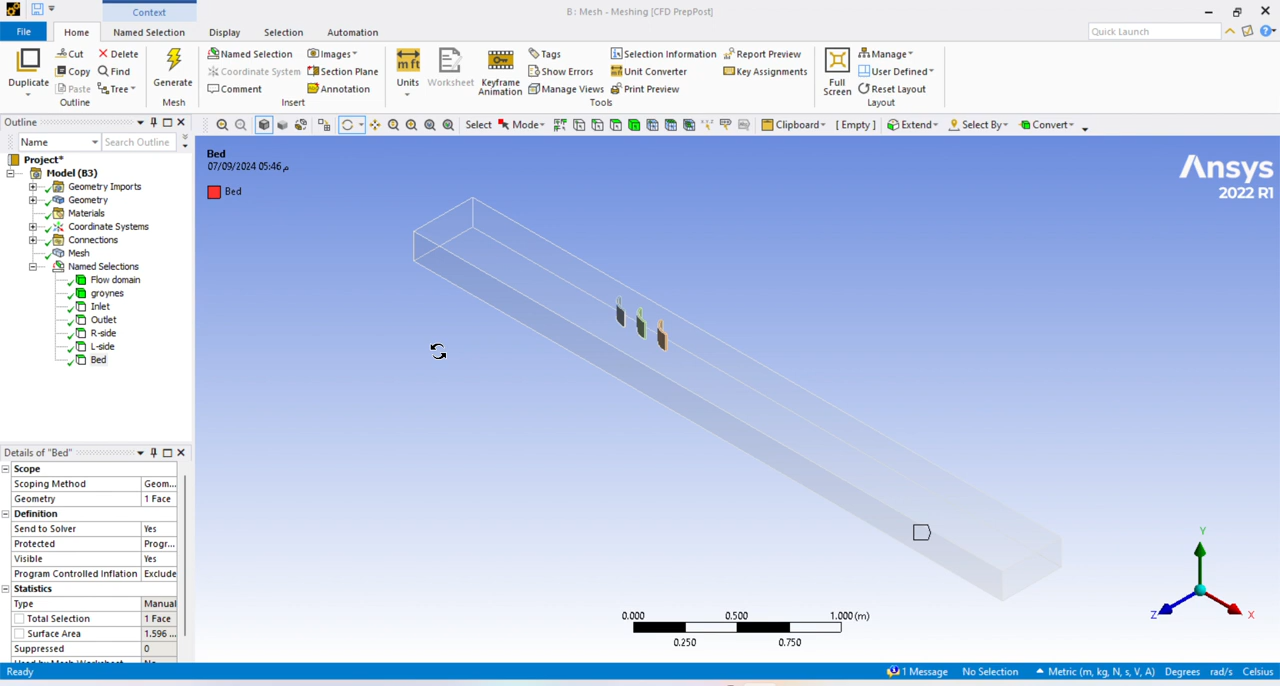 Context
B : Mesh - Meshing [CFD PrepPost]
File
Home
Named Selection
Display
Selection
Automation
Quick Launch
Duplicate
Cut
Delete
Copy
Find
Paste
Tree
Outline
Generate
Mesh
Named Selection
Images
Coordinate System
Section Plane
Comment
Annotation
Insert
Units
Worksheet
Keyframe
Animation
Tags
Show Errors
Manage Views
Selection Information
Unit Converter
Print Preview
Report Preview
Key Assignments
Tools
Full
Screen
Manage
User Defined
Reset Layout
Layout
Outline
Select
Mode
Clipboard
[ Empty ]
Extend
Select By
Convert
Name
Search Outline
Project*
Model (B3)
Geometry Imports
Geometry
Materials
Coordinate Systems
Connections
Mesh
Named Selections
Flow domain
groynes
Inlet
Outlet
R-side
L-side
Bed
Bed
07/09/2024 05:46 م
Bed
Ansys
2022 R1
Details of "Bed"
Scope
Scoping Method Geom...
Geometry 1 Face
Definition
Send to Solver Yes
Protected Progr...
Visible Yes
Program Controlled Inflation Exclude
Statistics
Type Manual
Total Selection 1 Face
Surface Area 1.596 ...
Suppressed 0
0.000 0.500 1.000 (m)
0.250 0.750
Y
Z
X
Ready
1 Message
No Selection
Metric (m, kg, N, s, V, A)
Degrees
rad/s
Celsius